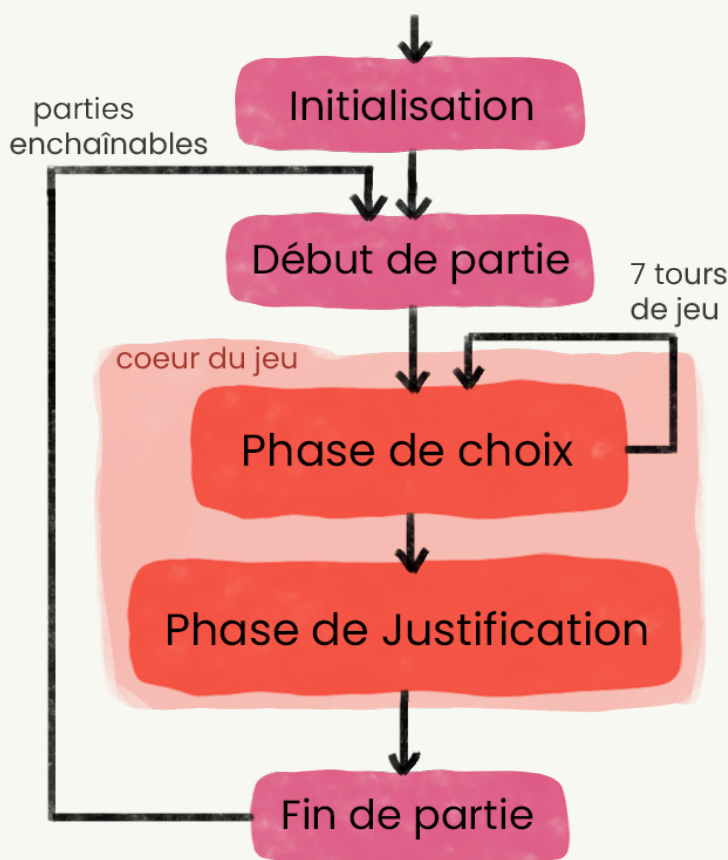 Initialisation
parties
enchaînables
Début de partie
7 tours
de jeu
coeur du jeu
Phase de choix
Phase de Justification
Fin de partie